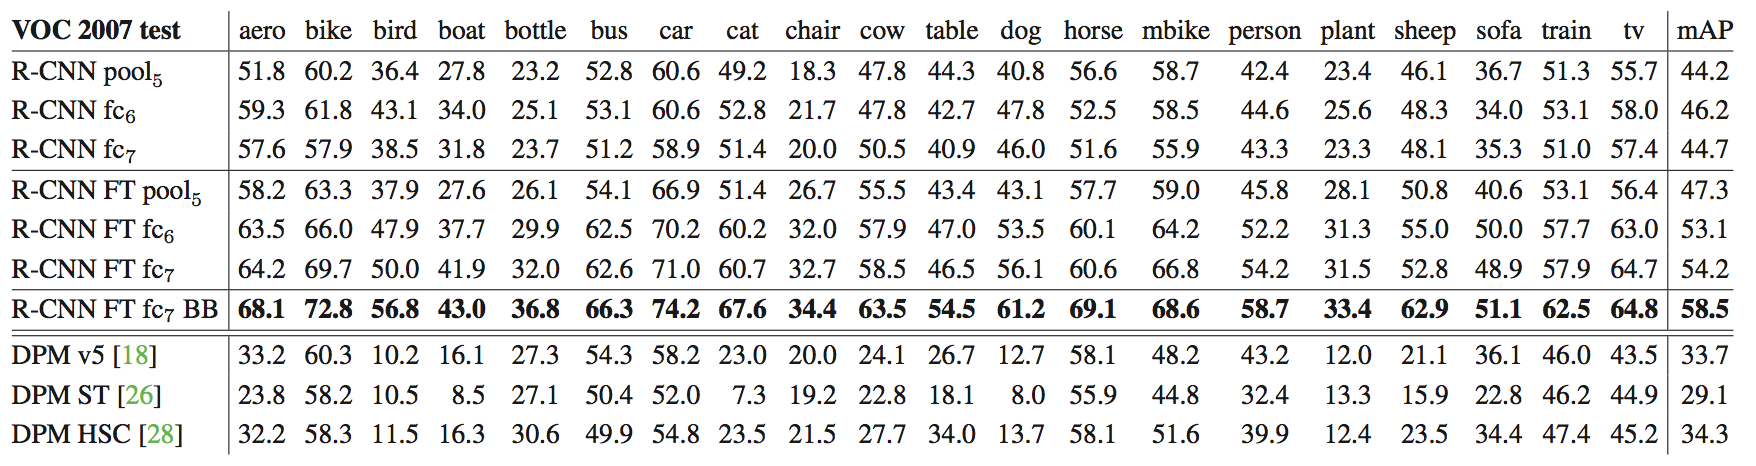 VOC 2007 test aero bike bird boat bottle bus car cat chair cow table dog horse mbike person plant sheep sofa train tv mAP
R-CNN pool5 51.8 60.2 36.4 27.8 23.2 52.8 60.6 49.2 18.3 47.8 44.3 40.8 56.6 58.7 42.4 23.4 46.1 36.7 51.3 55.7 44.2
R-CNN fc6 59.3 61.8 43.1 34.0 25.1 53.1 60.6 52.8 21.7 47.8 42.7 47.8 52.5 58.5 44.6 25.6 48.3 34.0 53.1 58.0 46.2
R-CNN fc7 57.6 57.9 38.5 31.8 23.7 51.2 58.9 51.4 20.0 50.5 40.9 46.0 51.6 55.9 43.3 23.3 48.1 35.3 51.0 57.4 44.7
R-CNN FT pool5 58.2 63.3 37.9 27.6 26.1 54.1 66.9 51.4 26.7 55.5 43.4 43.1 57.7 59.0 45.8 28.1 50.8 40.6 53.1 56.4 47.3
R-CNN FT fc6 63.5 66.0 47.9 37.7 29.9 62.5 70.2 60.2 32.0 57.9 47.0 53.5 60.1 64.2 52.2 31.3 55.0 50.0 57.7 63.0 53.1
R-CNN FT fc7 64.2 69.7 50.0 41.9 32.0 62.6 71.0 60.7 32.7 58.5 46.5 56.1 60.6 66.8 54.2 31.5 52.8 48.9 57.9 64.7 54.2
R-CNN FT fc7 BB 68.1 72.8 56.8 43.0 36.8 66.3 74.2 67.6 34.4 63.5 54.5 61.2 69.1 68.6 58.7 33.4 62.9 51.1 62.5 64.8 58.5
DPM v5 [18] 33.2 60.3 10.2 16.1 27.3 54.3 58.2 23.0 20.0 24.1 26.7 12.7 58.1 48.2 43.2 12.0 21.1 36.1 46.0 43.5 33.7
DPM ST [26] 23.8 58.2 10.5 8.5 27.1 50.4 52.0 7.3 19.2 22.8 18.1 8.0 55.9 44.8 32.4 13.3 15.9 22.8 46.2 44.9 29.1
DPM HSC [28] 32.2 58.3 11.5 16.3 30.6 49.9 54.8 23.5 21.5 27.7 34.0 13.7 58.1 51.6 39.9 12.4 23.5 34.4 47.4 45.2 34.3